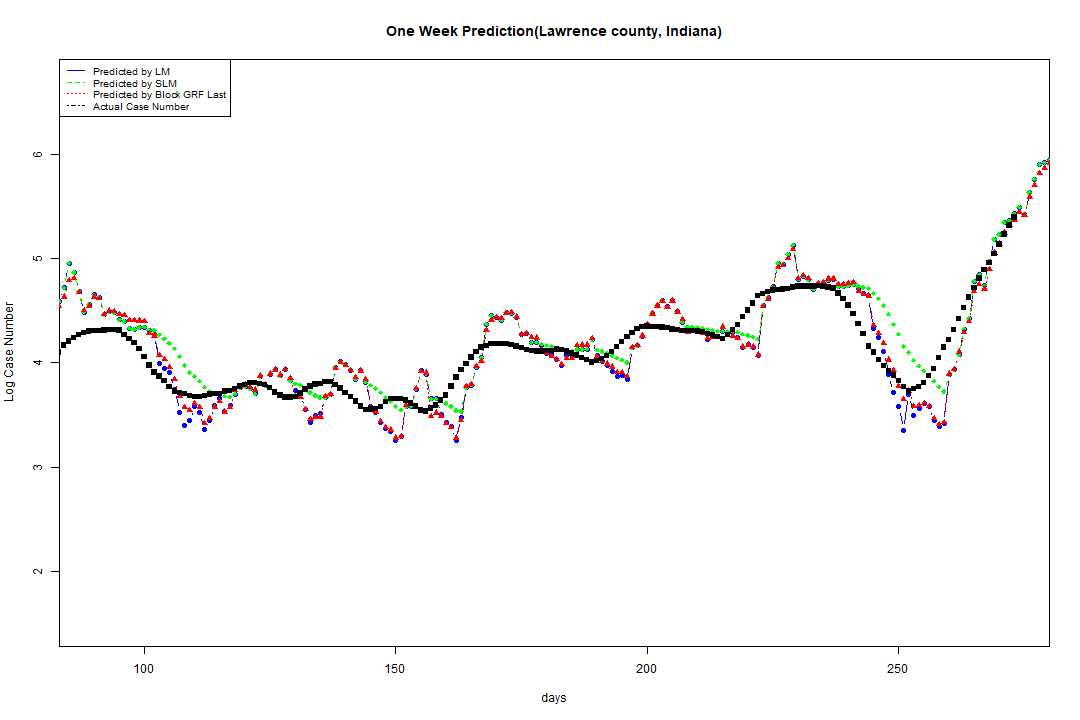 One Week Prediction(Lawrence county, Indiana)
Predicted by LM
Predicted by SLM
Predicted by Block GRF Last
Actual Case Number
6
5
4
3
2
Log Case Number
100 150 200 250
days